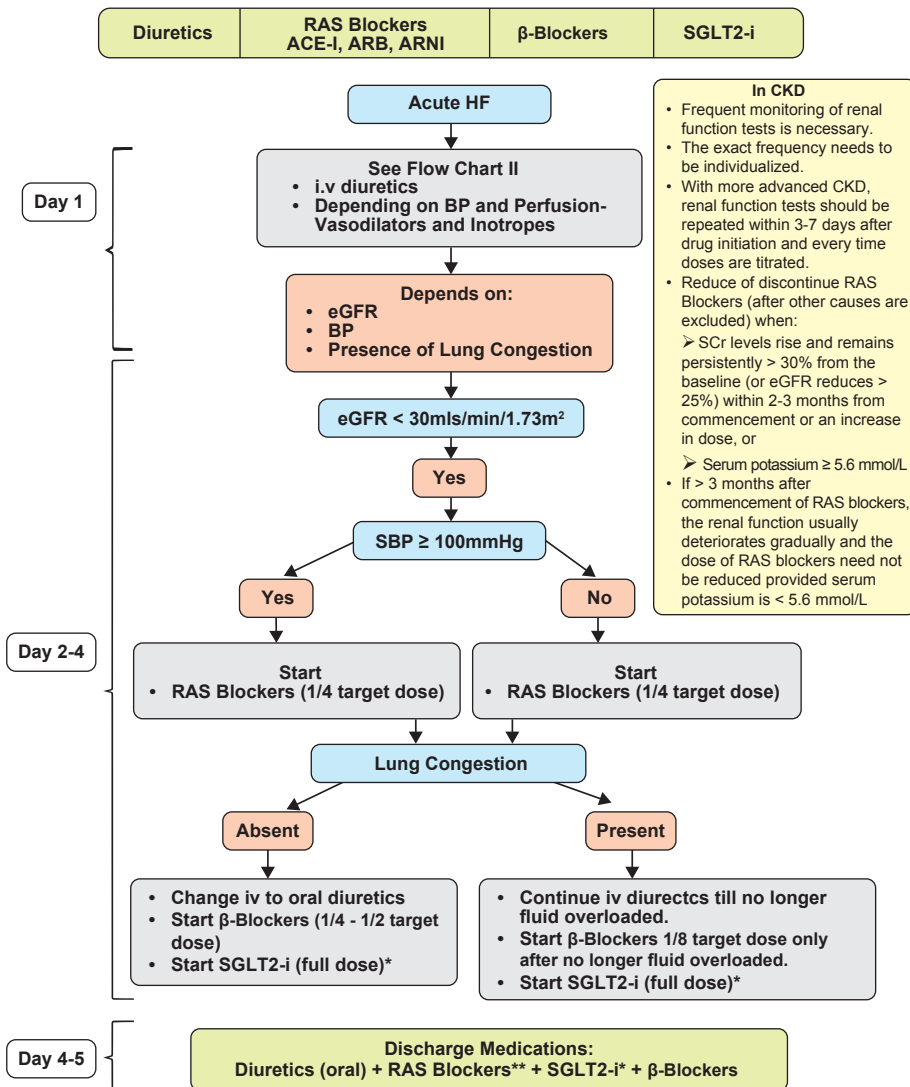 Diuretics
RAS Blockers
ACE-I, ARB, ARNI
β-Blockers
SGLT2-i
Acute HF
Day 1
See Flow Chart II
• i.v diuretics
• Depending on BP and Perfusion-
Vasodilators and Inotropes
Depends on:
• eGFR
• BP
• Presence of Lung Congestion
In CKD
• Frequent monitoring of renal
function tests is necessary.
• The exact frequency needs to
be individualized.
• With more advanced CKD,
renal function tests should be
repeated within 3-7 days after
drug initiation and every time
doses are titrated.
• Reduce of discontinue RAS
Blockers (after other causes are
excluded) when:
➢ SCr levels rise and remains
persistently > 30% from the
baseline (or eGFR reduces >
25%) within 2-3 months from
commencement or an increase
in dose, or
➢ Serum potassium ≥ 5.6 mmol/L
• If > 3 months after
commencement of RAS blockers,
the renal function usually
deteriorates gradually and the
dose of RAS blockers need not
be reduced provided serum
potassium is < 5.6 mmol/L
Day 2-4
eGFR < 30mls/min/1.73m²
Yes
SBP ≥ 100mmHg
Yes
No
Start
• RAS Blockers (1/4 target dose)
Start
• RAS Blockers (1/4 target dose)
Lung Congestion
Absent
Present
• Change iv to oral diuretics
• Start β-Blockers (1/4 - 1/2 target
dose)
• Start SGLT2-i (full dose)*
• Continue iv diurectcs till no longer
fluid overloaded.
• Start β-Blockers 1/8 target dose only
after no longer fluid overloaded.
• Start SGLT2-i (full dose)*
Day 4-5
Discharge Medications:
Diuretics (oral) + RAS Blockers** + SGLT2-i* + β-Blockers